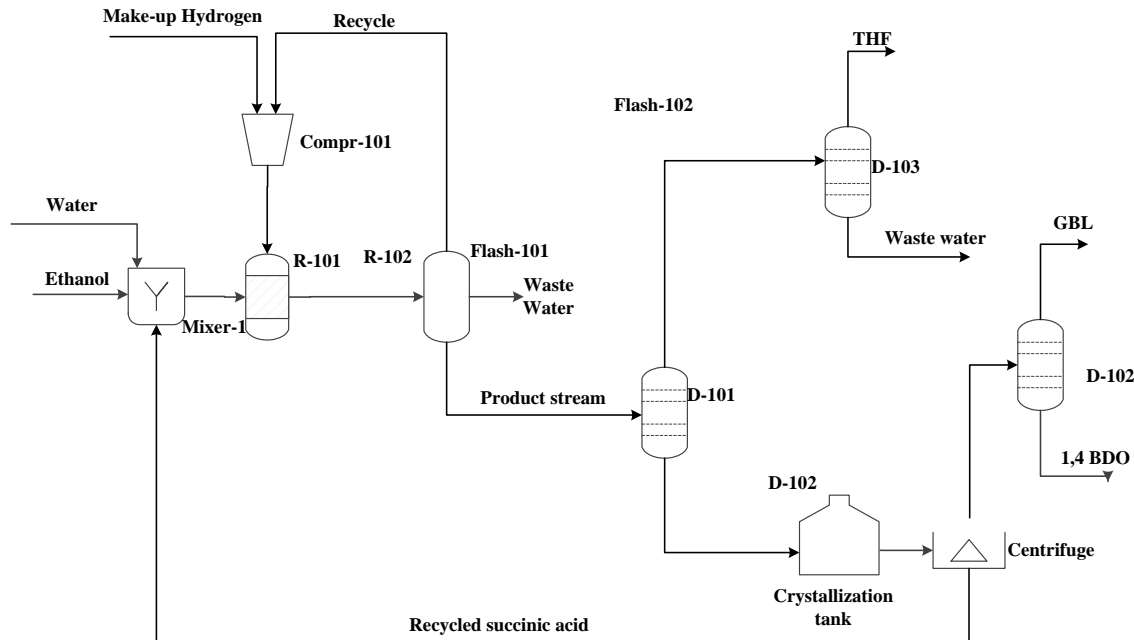 Make-up Hydrogen
Recycle
THF
Flash-102
Compr-101
D-103
Water
GBL
Waste water
R-101
R-102
Flash-101
Ethanol
Waste
Water
Mixer-1
D-102
Product stream
D-101
1,4 BDO
D-102
Centrifuge
Crystallization
tank
Recycled succinic acid